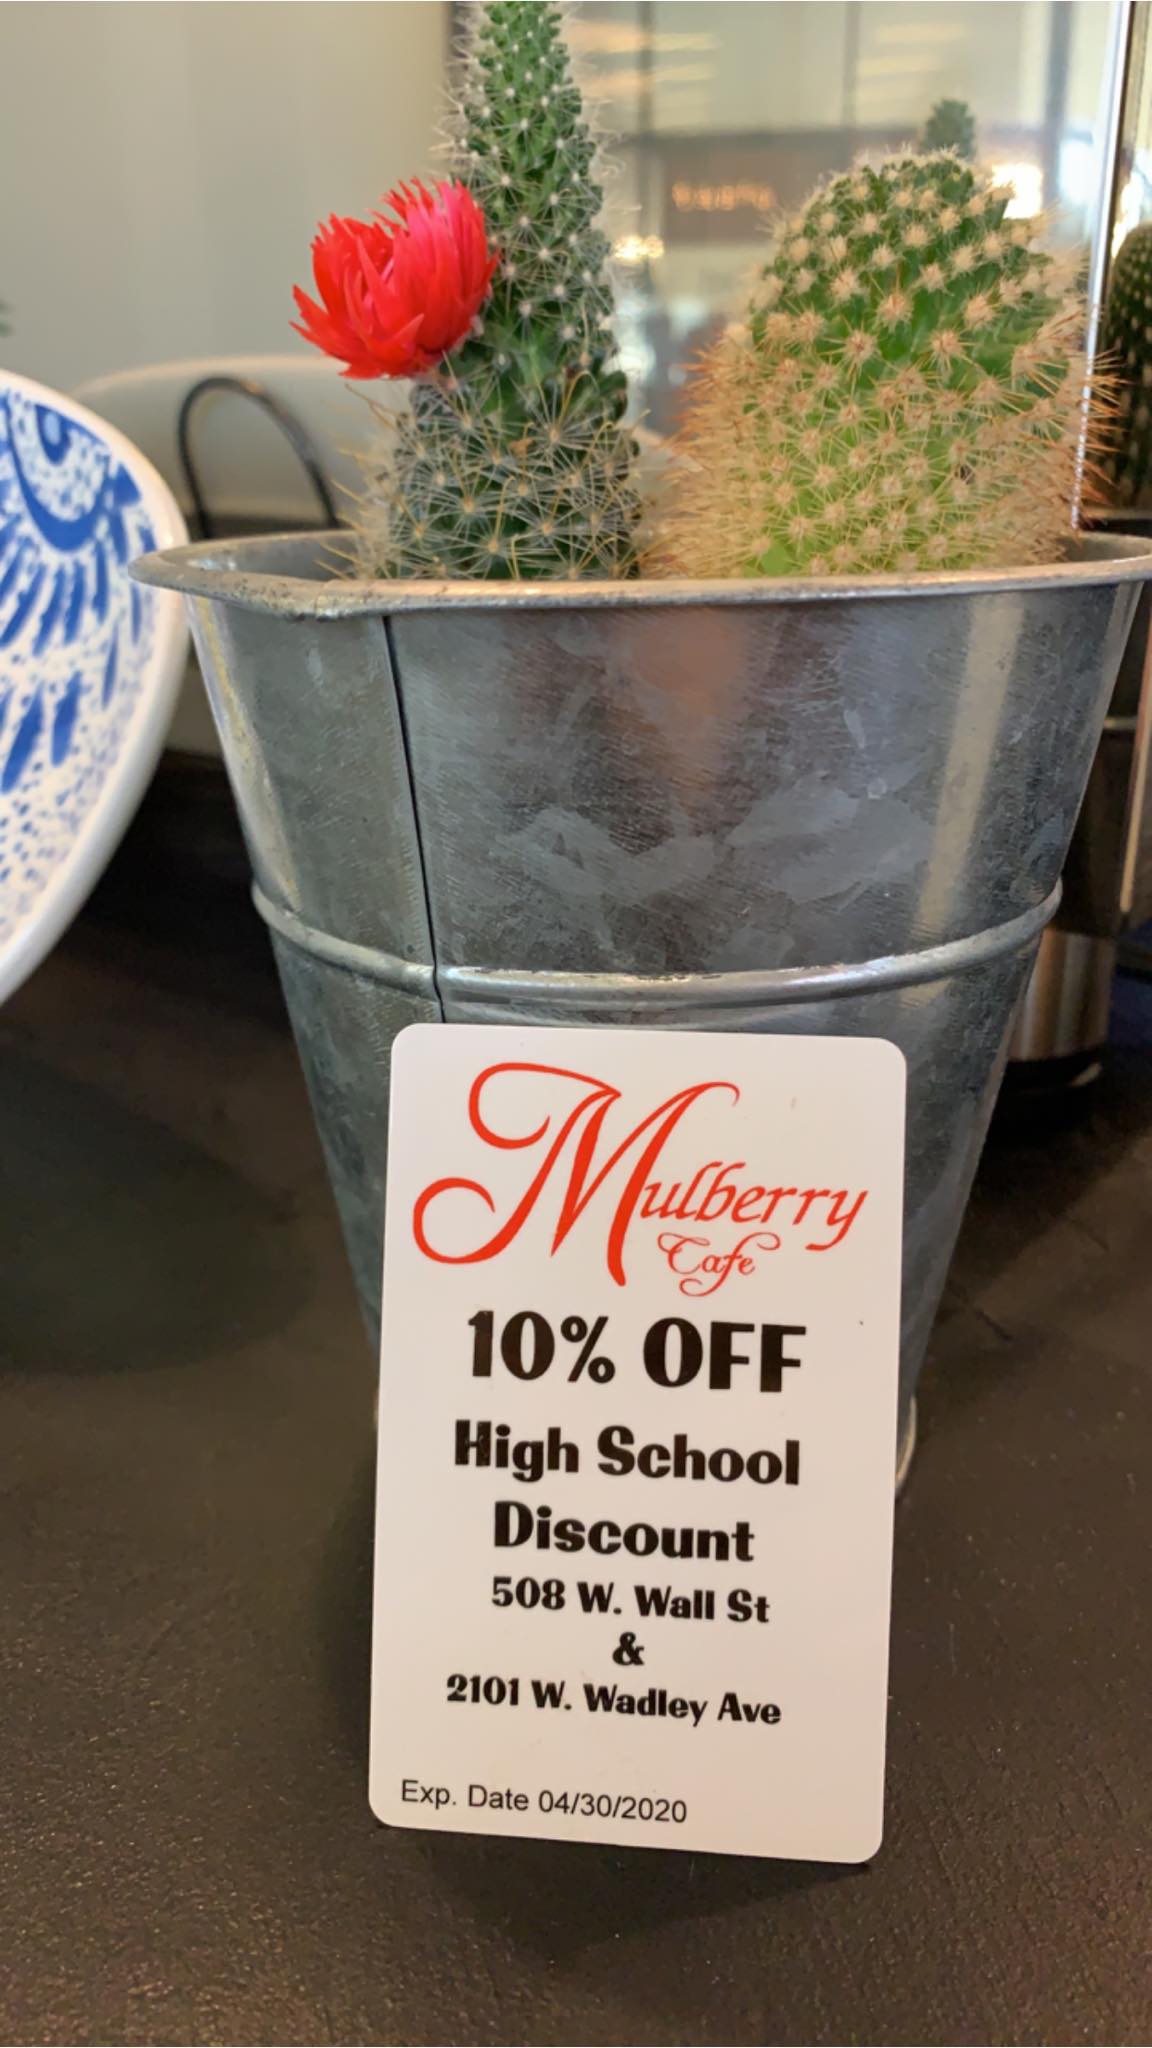 Mulberry
Cafe
10% OFF
High School
Discount
508 W. Wall St
&
2101 W. Wadley Ave
Exp. Date 04/30/2020